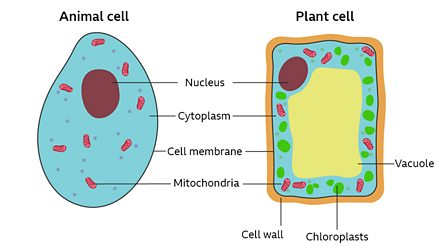 Animal cell
Plant cell
Nucleus
Cytoplasm
Cell membrane
Mitochondria
Vacuole
Cell wall
Chloroplasts